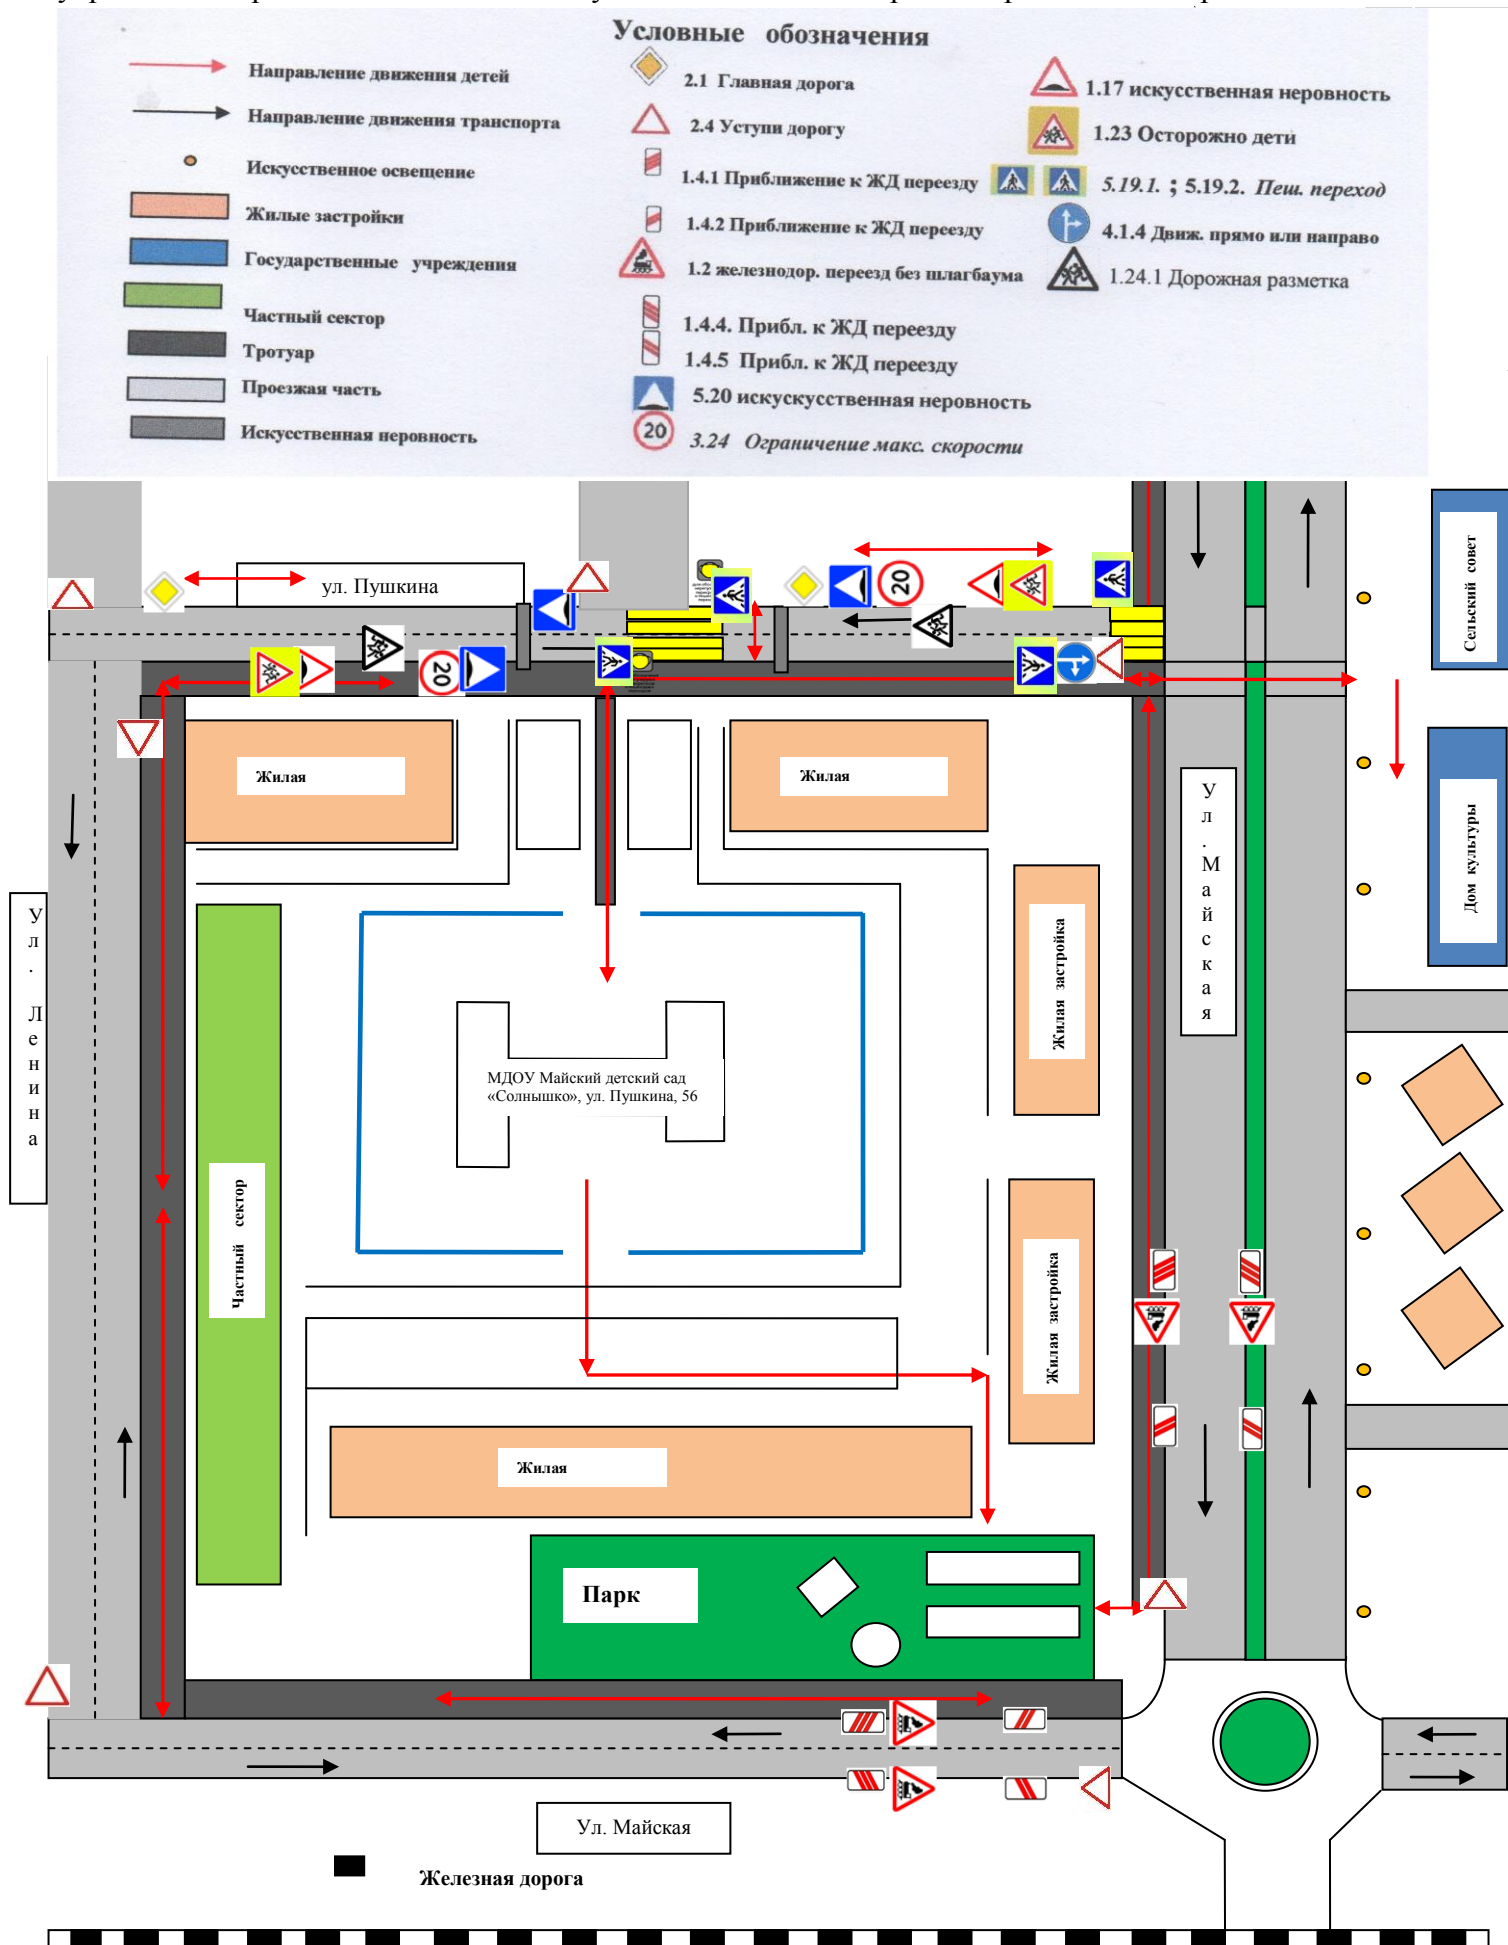 Условные обозначения
Направление движения детей
Направление движения транспорта
Искусственное освещение
Жилые застройки
Государственные учреждения
Частный сектор
Тротуар
Проезжая часть
Искусственная неровность
2.1 Главная дорога
2.4 Уступи дорогу
1.4.1 Приближение к ЖД переезду
1.4.2 Приближение к ЖД переезду
1.2 железнодор. переезд без шлагбаума
1.4.4. Прибл. к ЖД переезду
1.4.5 Прибл. к ЖД переезду
5.20 искускусственная неровность
20
3.24 Ограничение макс. скорости
1.17 искусственная неровность
1.23 Осторожно дети
5.19.1. ; 5.19.2. Пеш. переход
4.1.4 Движ. прямо или направо
1.24.1 Дорожная разметка
ул. Пушкина
20
20
Сельский совет
Жилая
Жилая
Ул. Майская
Дом культуры
Ул. Ленина
Жилая застройка
МДОУ Майский детский сад
«Солнышко», ул. Пушкина, 56
Частный сектор
Жилая застройка
Жилая
Парк
Ул. Майская
Железная дорога